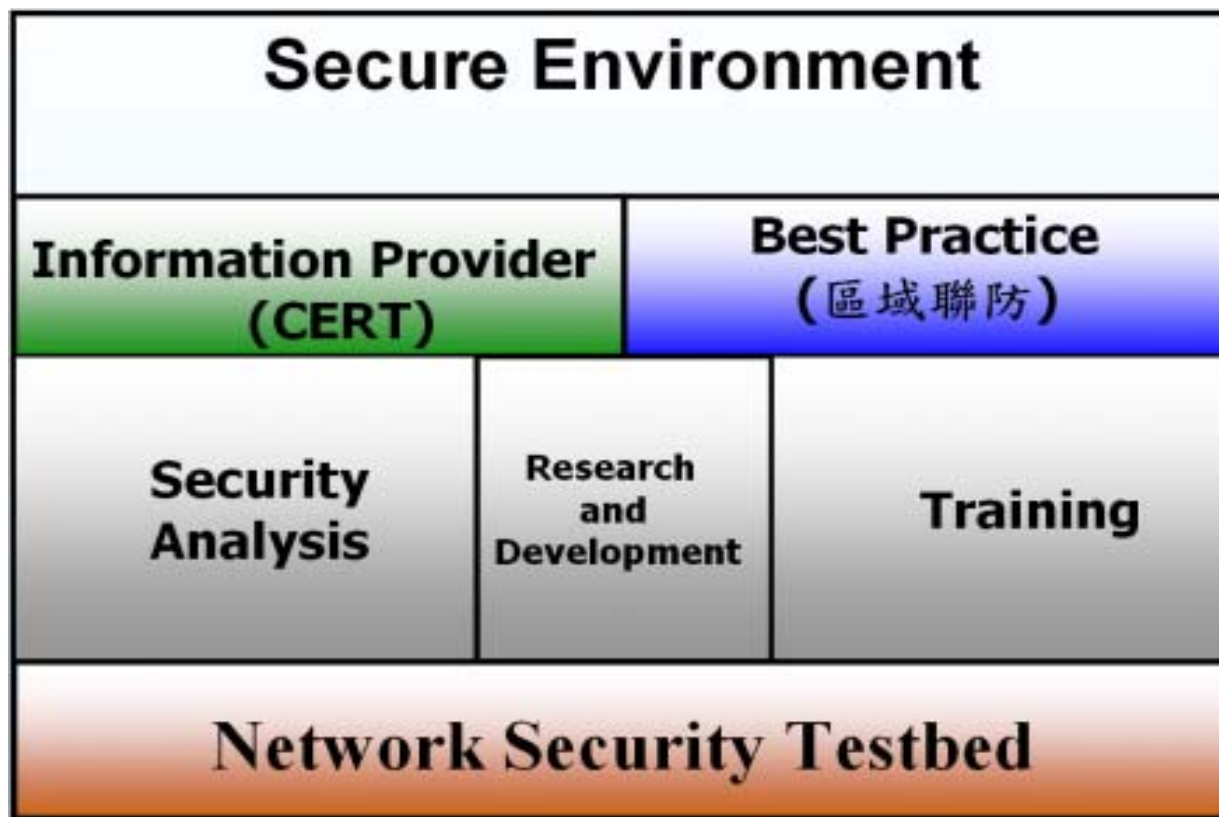 Secure Environment
Information Provider
(CERT)
Best Practice
(區域聯防)
Security
Analysis
Research
and
Development
Training
Network Security Testbed